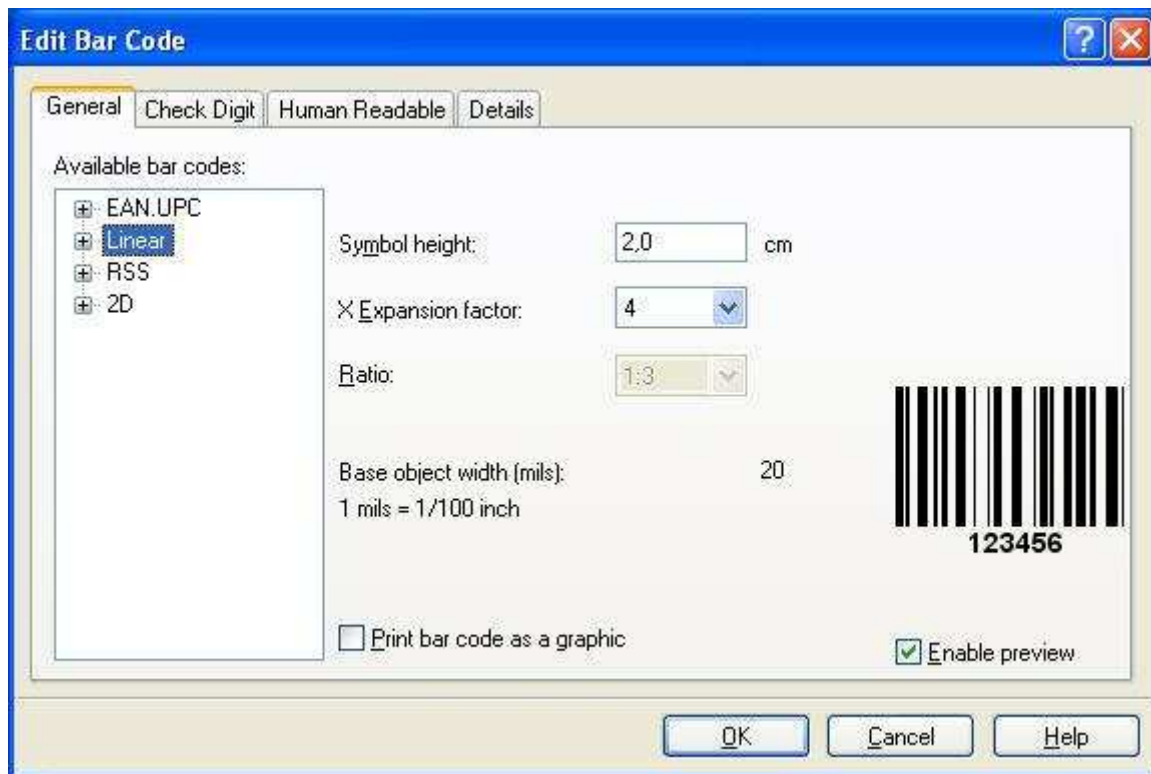 Edit Bar Code
General Check Digit Human Readable Details
Available bar codes:
EAN.UPC
Linear
RSS
2D
Symbol height: 2,0 cm
X Expansion factor: 4
Ratio: 1:3
Base object width (mils): 20
1 mils = 1/100 inch
123456
Print bar code as a graphic
Enable preview
OK Cancel Help